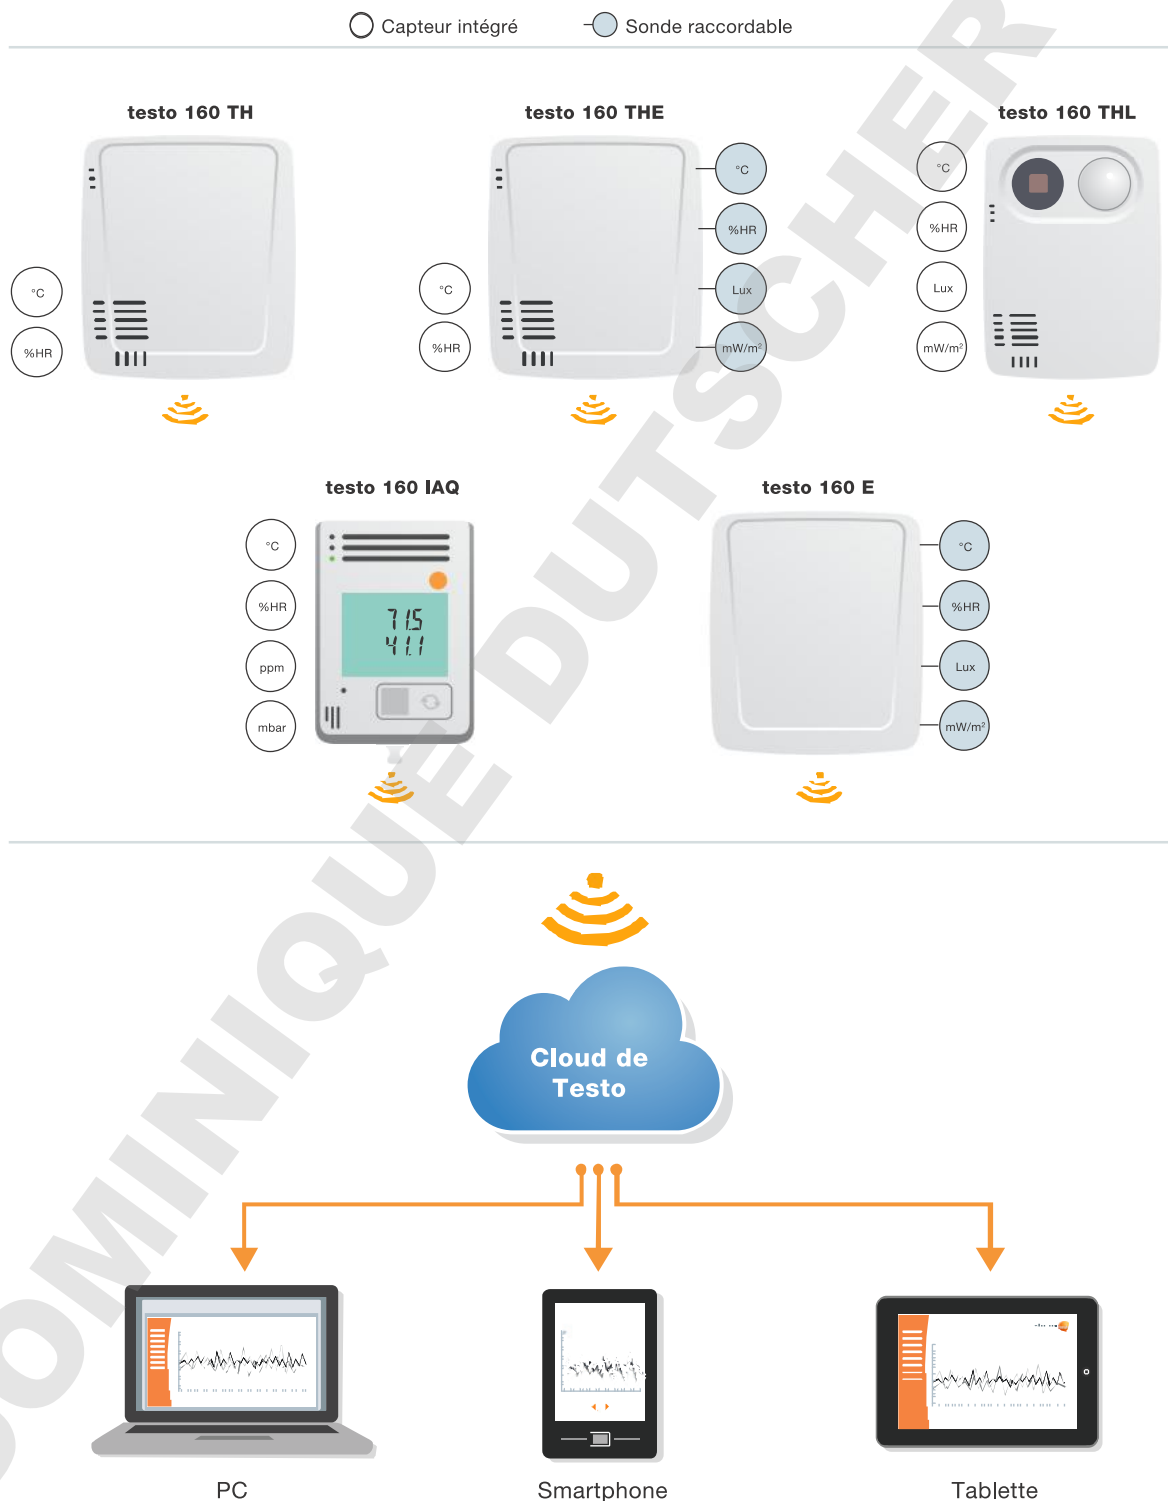 Capteur intégré
Sonde raccordable
testo 160 TH
°C
%HR
testo 160 THE
°C
%HR
°C
%HR
Lux
mW/m²
testo 160 THL
°C
%HR
Lux
mW/m²
testo 160 IAQ
°C
%HR
ppm
mbar
71.5
41.1
testo 160 E
°C
%HR
Lux
mW/m²
Cloud de
Testo
PC
Smartphone
Tablette
DOMINIQUE DUTSCHER